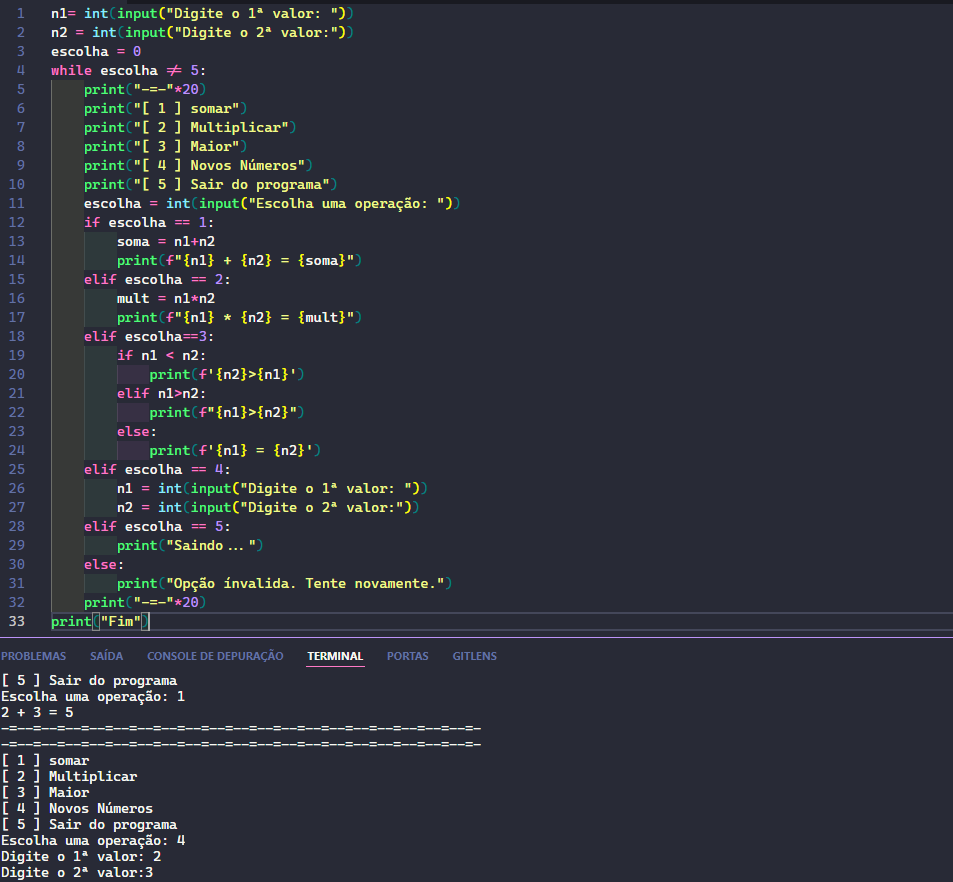 1 n1= int(input("Digite o 1ª valor: "))
2 n2 = int(input("Digite o 2ª valor:"))
3 escolha = 0
4 while escolha ≠ 5:
5     print("-=-"*20)
6     print("[ 1 ] somar")
7     print("[ 2 ] Multiplicar")
8     print("[ 3 ] Maior")
9     print("[ 4 ] Novos Números")
10     print("[ 5 ] Sair do programa")
11     escolha = int(input("Escolha uma operação: "))
12     if escolha == 1:
13         soma = n1+n2
14         print(f"{n1} + {n2} = {soma}")
15     elif escolha == 2:
16         mult = n1*n2
17         print(f"{n1} * {n2} = {mult}")
18     elif escolha==3:
19         if n1 < n2:
20             print(f'{n2}>{n1}')
21         elif n1>n2:
22             print(f"{n1}>{n2}")
23         else:
24             print(f'{n1} = {n2}')
25     elif escolha == 4:
26         n1 = int(input("Digite o 1ª valor: "))
27         n2 = int(input("Digite o 2ª valor:"))
28     elif escolha == 5:
29         print("Saindo...")
30     else:
31         print("Opção ínvalida. Tente novamente.")
32     print("-=-"*20)
33 print("Fim")
PROBLEMAS SAÍDA CONSOLE DE DEPURAÇÃO TERMINAL PORTAS GITLENS
[ 5 ] Sair do programa
Escolha uma operação: 1
2 + 3 = 5
-=--=--=--=--=--=--=--=--=--=--=--=--=--=--=--=--=--=--=--=-
-=--=--=--=--=--=--=--=--=--=--=--=--=--=--=--=--=--=--=--=-
[ 1 ] somar
[ 2 ] Multiplicar
[ 3 ] Maior
[ 4 ] Novos Números
[ 5 ] Sair do programa
Escolha uma operação: 4
Digite o 1ª valor: 2
Digite o 2ª valor:3